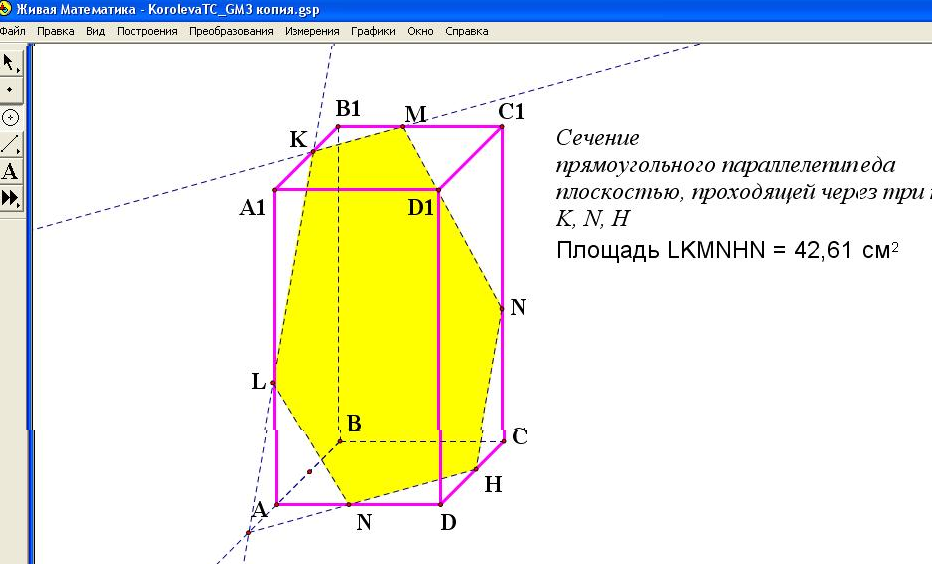 Живая Математика - KorolevaTC_GM3 копия.gsp
Файл Правка Вид Построения Преобразования Измерения Графики Окно Справка
A
B1
M
C1
K
A1
D1
Сечение
прямоугольного параллелепипеда
плоскостью, проходящей через три
K, N, H
Площадь LKMNHN = 42,61 см²
N
L
B
C
H
A
N
D